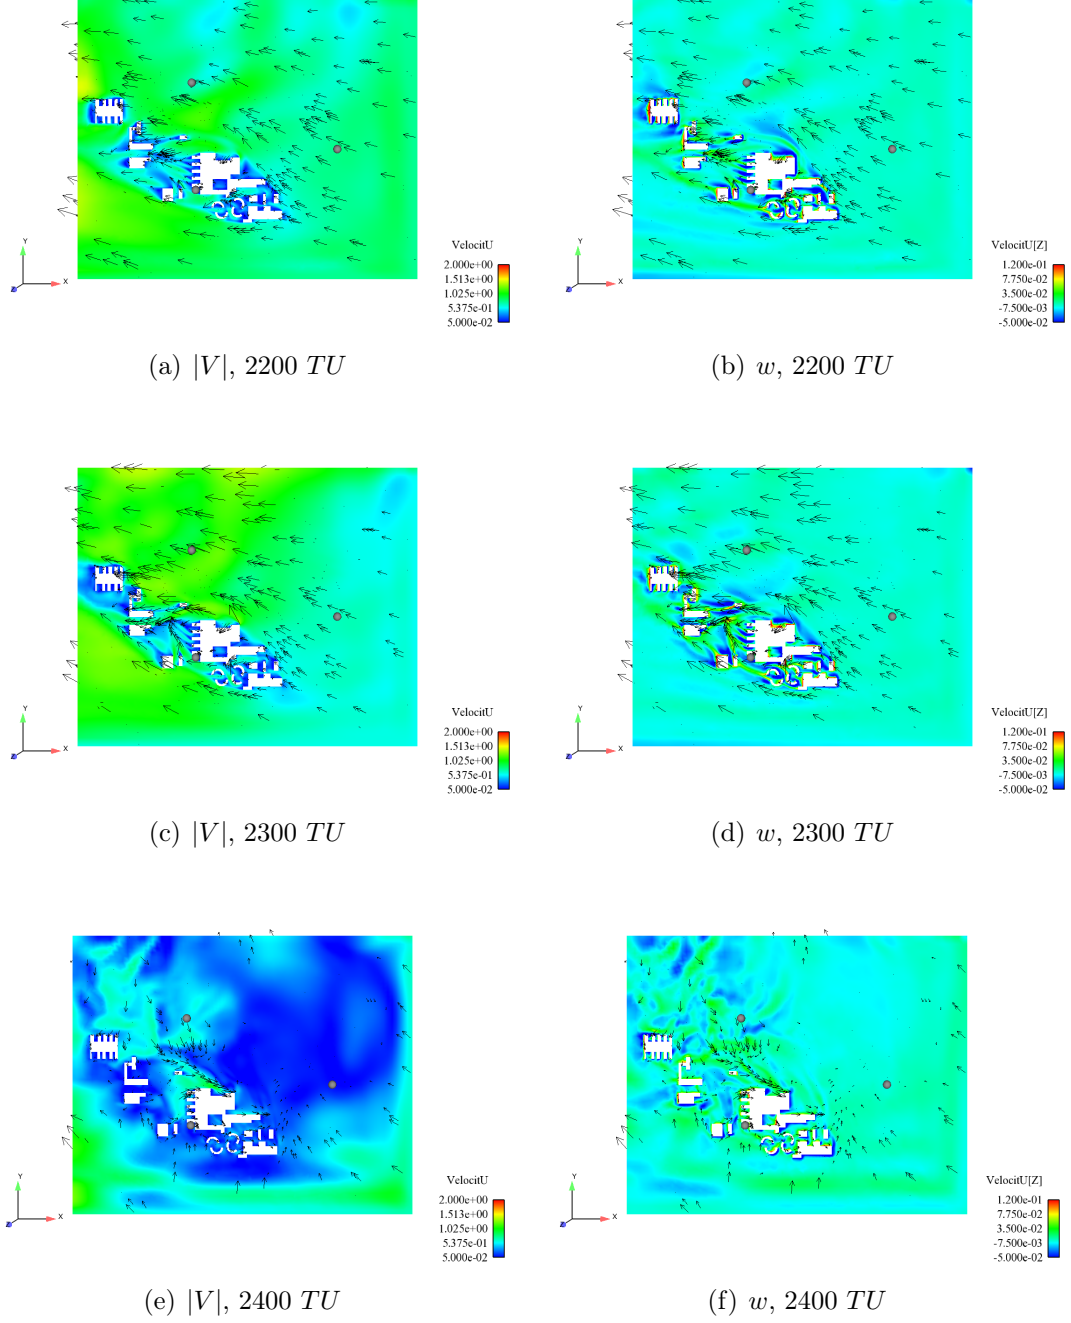 Y
X
Z
VelocitU
2.000e+00
1.513e+00
1.025e+00
5.375e-01
5.000e-02
Y
X
Z
VelocitU[Z]
1.200e-01
7.750e-02
3.500e-02
-7.500e-03
-5.000e-02
(a) |V|, 2200 TU
(b) w, 2200 TU
Y
X
Z
VelocitU
2.000e+00
1.513e+00
1.025e+00
5.375e-01
5.000e-02
Y
X
Z
VelocitU[Z]
1.200e-01
7.750e-02
3.500e-02
-7.500e-03
-5.000e-02
(c) |V|, 2300 TU
(d) w, 2300 TU
Y
X
Z
VelocitU
2.000e+00
1.513e+00
1.025e+00
5.375e-01
5.000e-02
Y
X
Z
VelocitU[Z]
1.200e-01
7.750e-02
3.500e-02
-7.500e-03
-5.000e-02
(e) |V|, 2400 TU
(f) w, 2400 TU